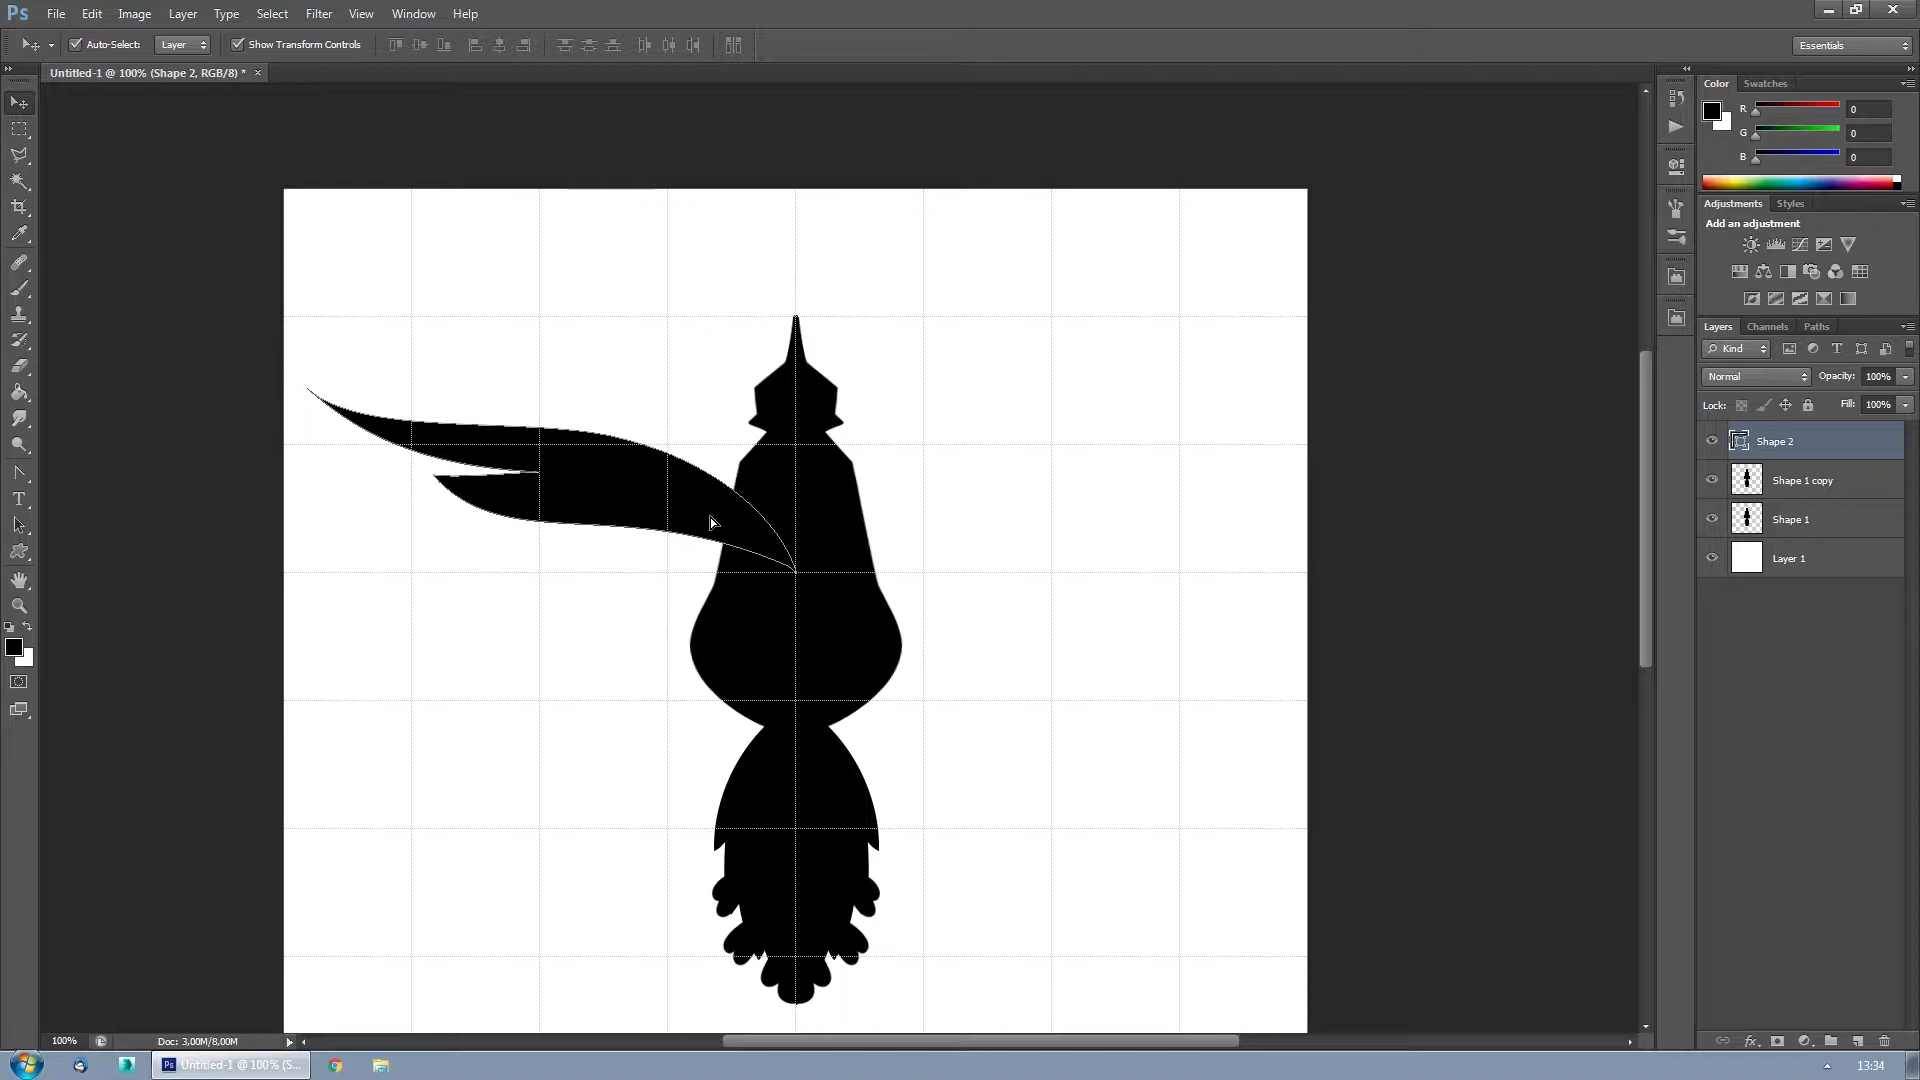 Ps File Edit Image Layer Type Select Filter View Window Help
Auto-Select: Layer Show Transform Controls Essentials
Untitled-1 @ 100% (Shape 2, RGB/8) * ×
Color Swatches
R 0
G 0
B 0
Adjustments Styles
Add an adjustment
Layers Channels Paths
Kind
Normal Opacity: 100%
Lock: Fill: 100%
Shape 2
Shape 1 copy
Shape 1
Layer 1
100% Doc: 3,00M/8,00M
Ps Untitled-1 @ 100% (S...
13:34